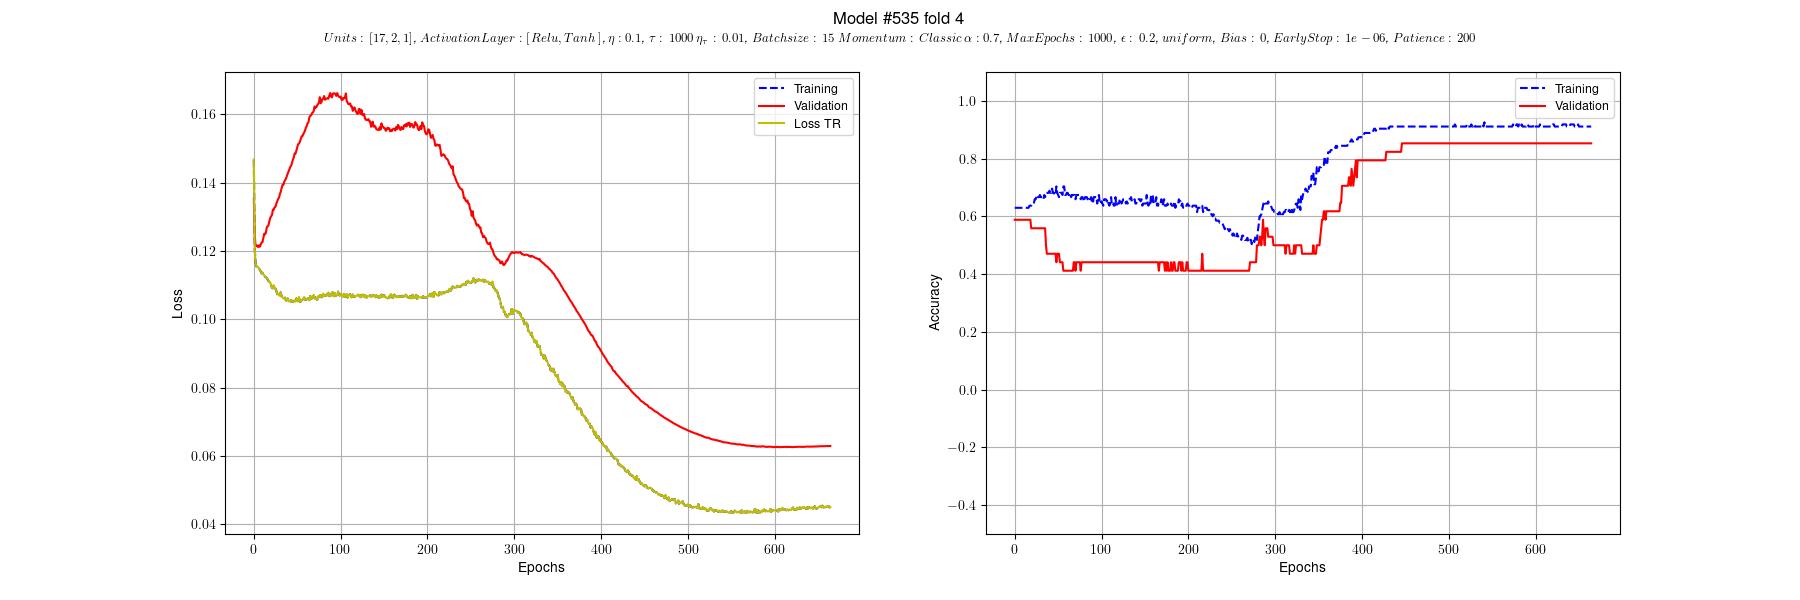 Model #535 fold 4
Units : [17, 2, 1], ActivationLayer : [Relu, Tanh], η : 0.1, τ : 1000 ητ : 0.01, Batchsize : 15 Momentum : Classic α : 0.7, MaxEpochs : 1000, ϵ : 0.2, uniform, Bias : 0, EarlyStop : 1e − 06, Patience : 200
Training
Validation
Loss TR
0.16
0.14
0.12
0.10
0.08
0.06
0.04
Loss
0 100 200 300 400 500 600
Epochs
Training
Validation
1.0
0.8
0.6
0.4
0.2
0.0
−0.2
−0.4
Accuracy
0 100 200 300 400 500 600
Epochs